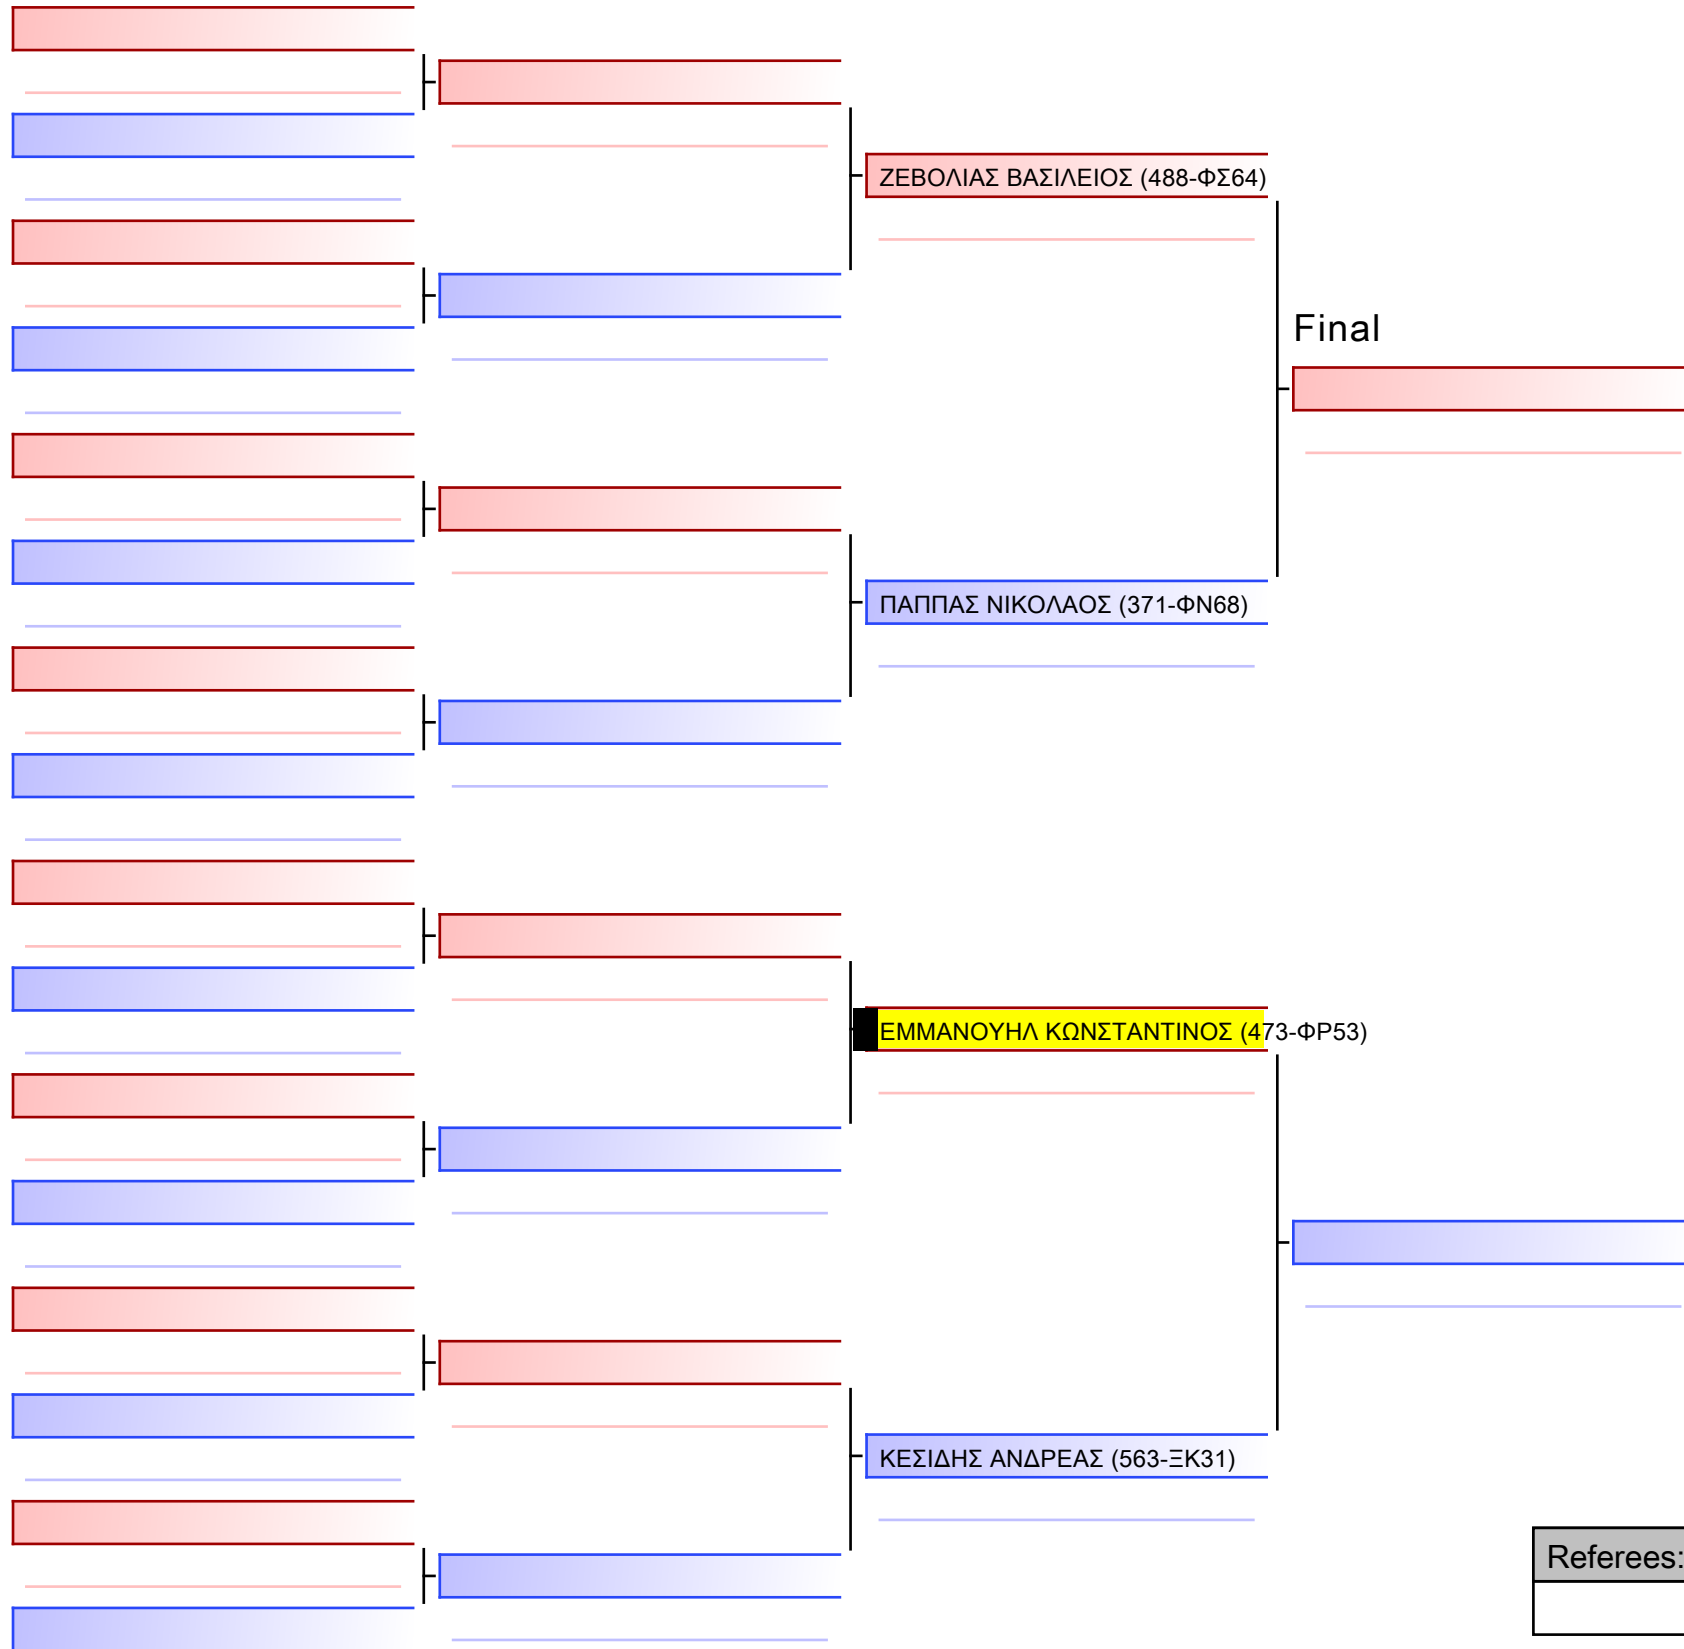 ΖΕΒΟΛΙΑΣ ΒΑΣΙΛΕΙΟΣ (488-ΦΣ64)
Final
ΠΑΠΠΑΣ ΝΙΚΟΛΑΟΣ (371-ΦΝ68)
ΕΜΜΑΝΟΥΗΛ ΚΩΝΣΤΑΝΤΙΝΟΣ (473-ΦΡ53)
ΚΕΣΙΔΗΣ ΑΝΔΡΕΑΣ (563-ΞΚ31)
Referees: